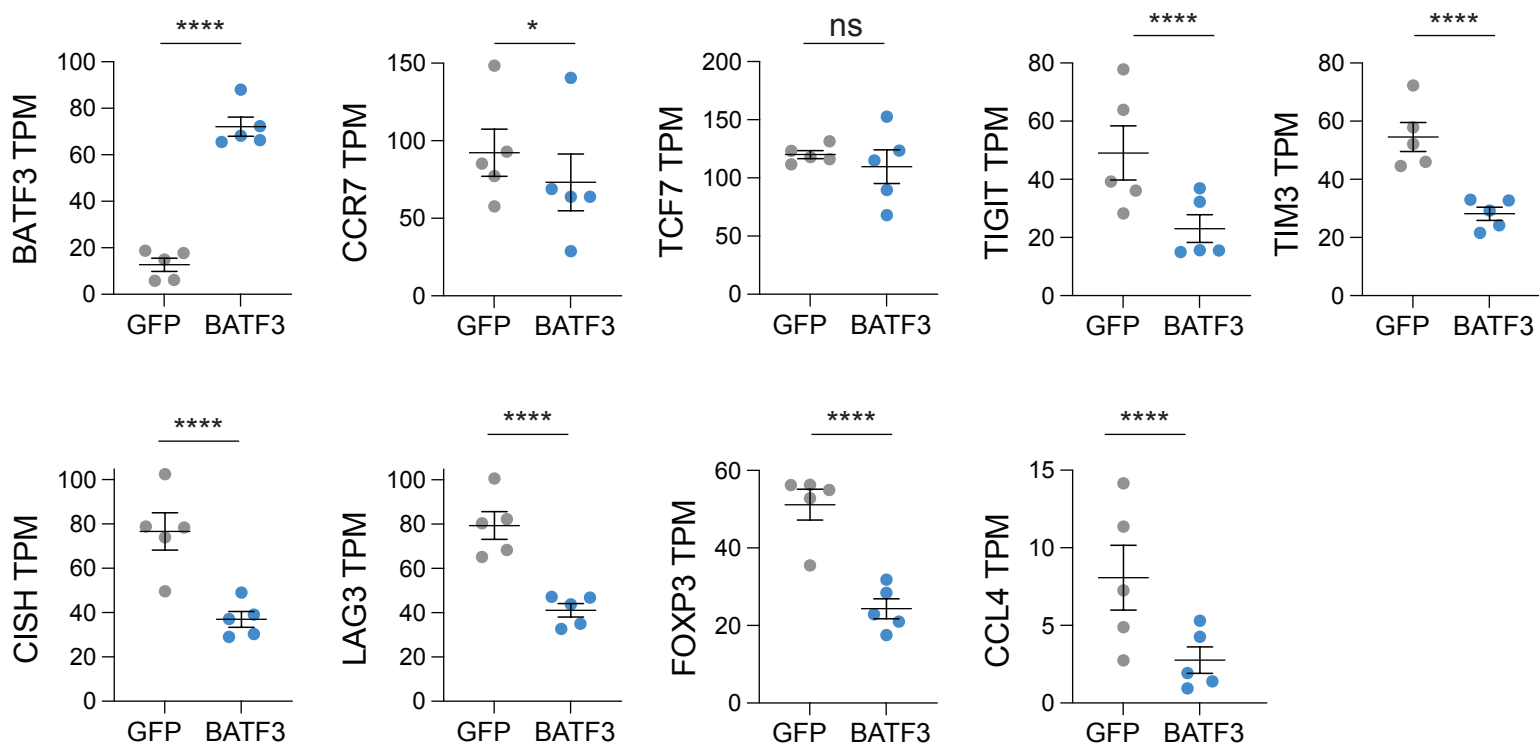 **** * ns **** ****
BATF3 TPM
100
80
60
40
20
0
GFP BATF3
CCR7 TPM
150
100
50
0
GFP BATF3
TCF7 TPM
200
150
100
50
0
GFP BATF3
TIGIT TPM
80
60
40
20
0
GFP BATF3
TIM3 TPM
80
60
40
20
0
GFP BATF3
****
CISH TPM
100
80
60
40
20
0
GFP BATF3
****
LAG3 TPM
100
80
60
40
20
0
GFP BATF3
****
FOXP3 TPM
60
40
20
0
GFP BATF3
****
CCL4 TPM
15
10
5
0
GFP BATF3